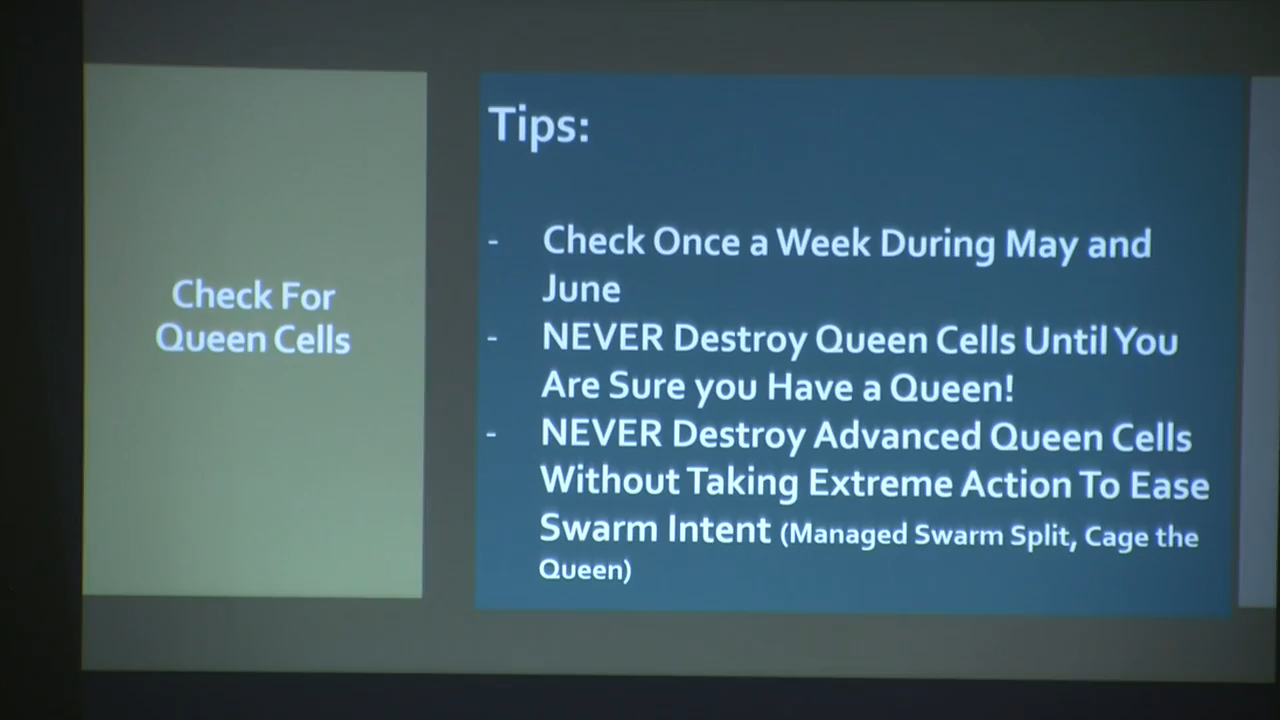 Check For
Queen Cells
Tips:
- Check Once a Week During May and
June
- NEVER Destroy Queen Cells Until You
Are Sure you Have a Queen!
- NEVER Destroy Advanced Queen Cells
Without Taking Extreme Action To Ease
Swarm Intent (Managed Swarm Split, Cage the
Queen)